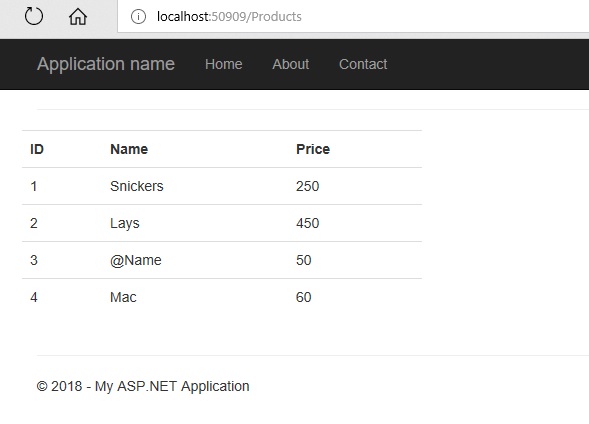 localhost:50909/Products
Application name Home About Contact
ID Name Price
1 Snickers 250
2 Lays 450
3 @Name 50
4 Mac 60
© 2018 - My ASP.NET Application